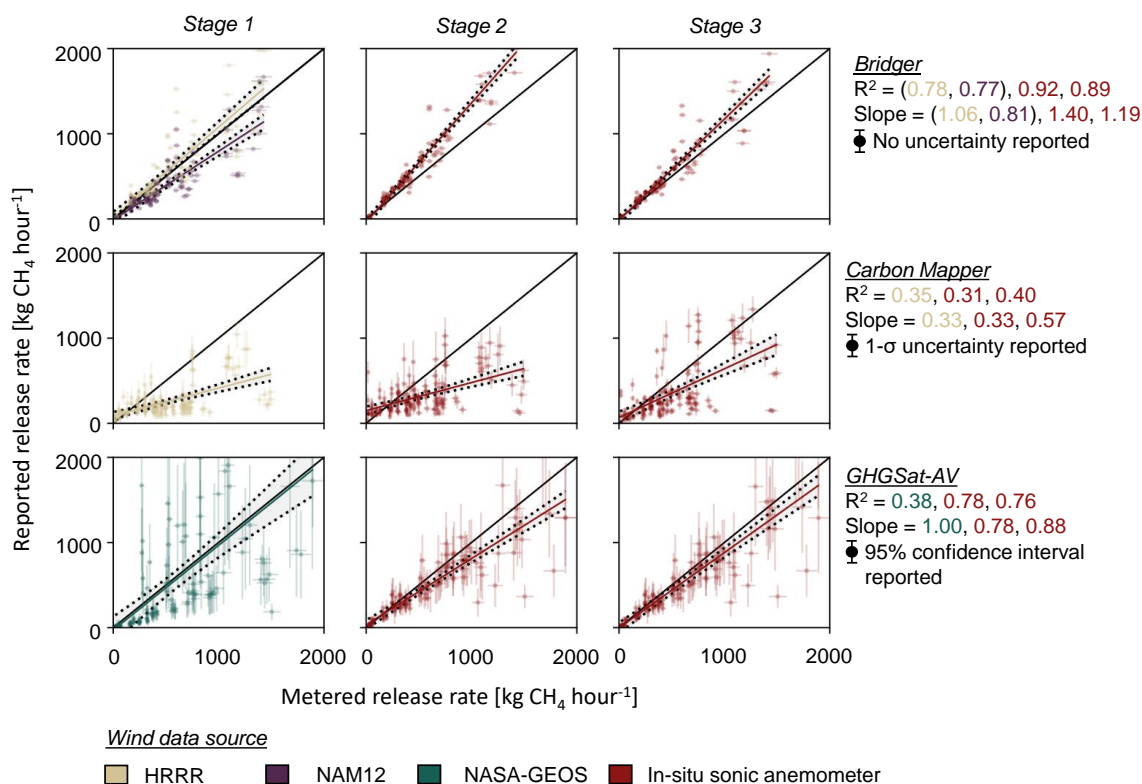 Stage 1 Stage 2 Stage 3
Reported release rate [kg CH₄ hour⁻¹]
2000
1000
0
Bridger
R² = (0.78, 0.77), 0.92, 0.89
Slope = (1.06, 0.81), 1.40, 1.19
No uncertainty reported
2000
1000
0
Carbon Mapper
R² = 0.35, 0.31, 0.40
Slope = 0.33, 0.33, 0.57
1-σ uncertainty reported
2000
1000
0
GHGSat-AV
R² = 0.38, 0.78, 0.76
Slope = 1.00, 0.78, 0.88
95% confidence interval
reported
0 1000 2000 0 1000 2000 0 1000 2000
Metered release rate [kg CH₄ hour⁻¹]
Wind data source
HRRR NAM12 NASA-GEOS In-situ sonic anemometer